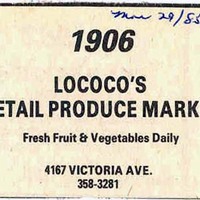 Mar 29/85
1906
LOCOCO'S
ETAIL PRODUCE MARK
Fresh Fruit & Vegetables Daily
4167 VICTORIA AVE.
358-3281